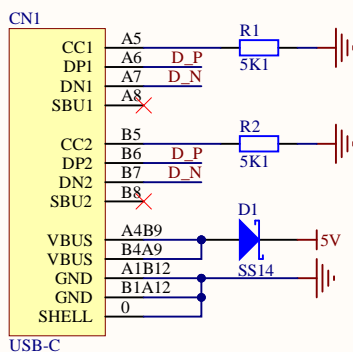 CN1
CC1 A5 R1 5K1
DP1 A6 D_P
DN1 A7 D_N
SBU1 A8
CC2 B5 R2 5K1
DP2 B6 D_P
DN2 B7 D_N
SBU2 B8
VBUS A4B9 D1 SS14 5V
VBUS B4A9
GND A1B12
GND B1A12
SHELL 0
USB-C